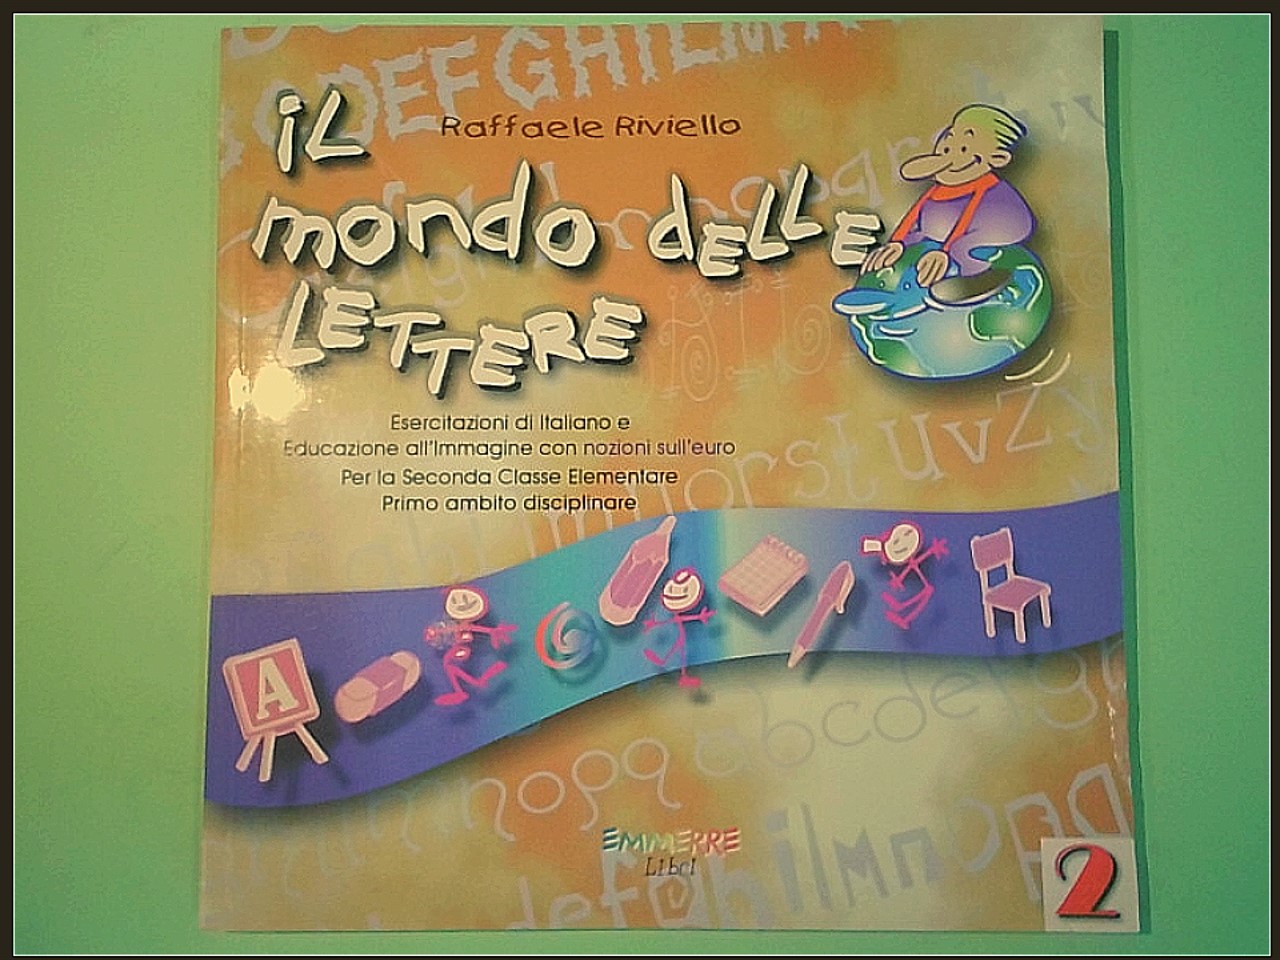 Raffaele Riviello
iL
mondo dELLE
LETTERE
Esercitazioni di Italiano e
Educazione all'Immagine con nozioni sull'euro
Per la Seconda Classe Elementare
Primo ambito disciplinare
A
EMMERRE
Libri
2